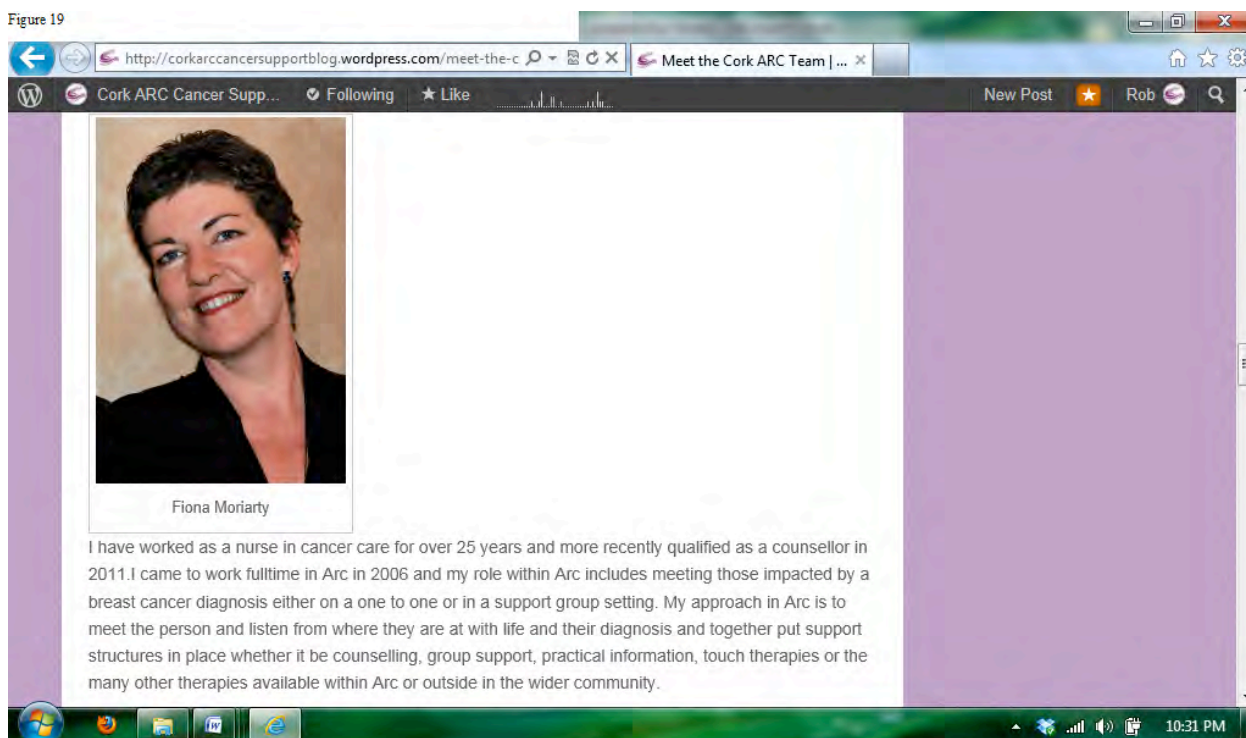 Figure 19
http://corkarccancersupportblog.wordpress.com/meet-the-c
Meet the Cork ARC Team | ...
Cork ARC Cancer Supp...
Following
Like
New Post
Rob
Fiona Moriarty
I have worked as a nurse in cancer care for over 25 years and more recently qualified as a counsellor in
2011.I came to work fulltime in Arc in 2006 and my role within Arc includes meeting those impacted by a
breast cancer diagnosis either on a one to one or in a support group setting. My approach in Arc is to
meet the person and listen from where they are at with life and their diagnosis and together put support
structures in place whether it be counselling, group support, practical information, touch therapies or the
many other therapies available within Arc or outside in the wider community.
10:31 PM